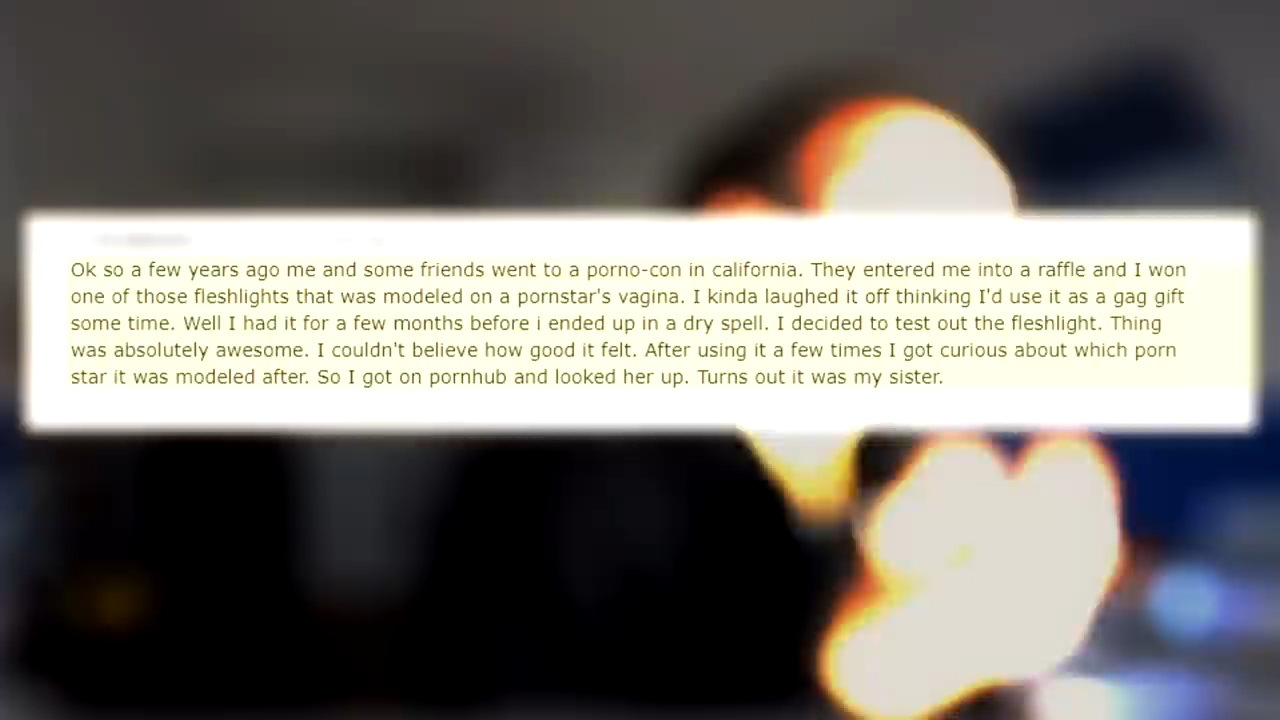 Ok so a few years ago me and some friends went to a porno-con in california. They entered me into a raffle and I won
one of those fleshlights that was modeled on a pornstar's vagina. I kinda laughed it off thinking I'd use it as a gag gift
some time. Well I had it for a few months before i ended up in a dry spell. I decided to test out the fleshlight. Thing
was absolutely awesome. I couldn't believe how good it felt. After using it a few times I got curious about which porn
star it was modeled after. So I got on pornhub and looked her up. Turns out it was my sister.